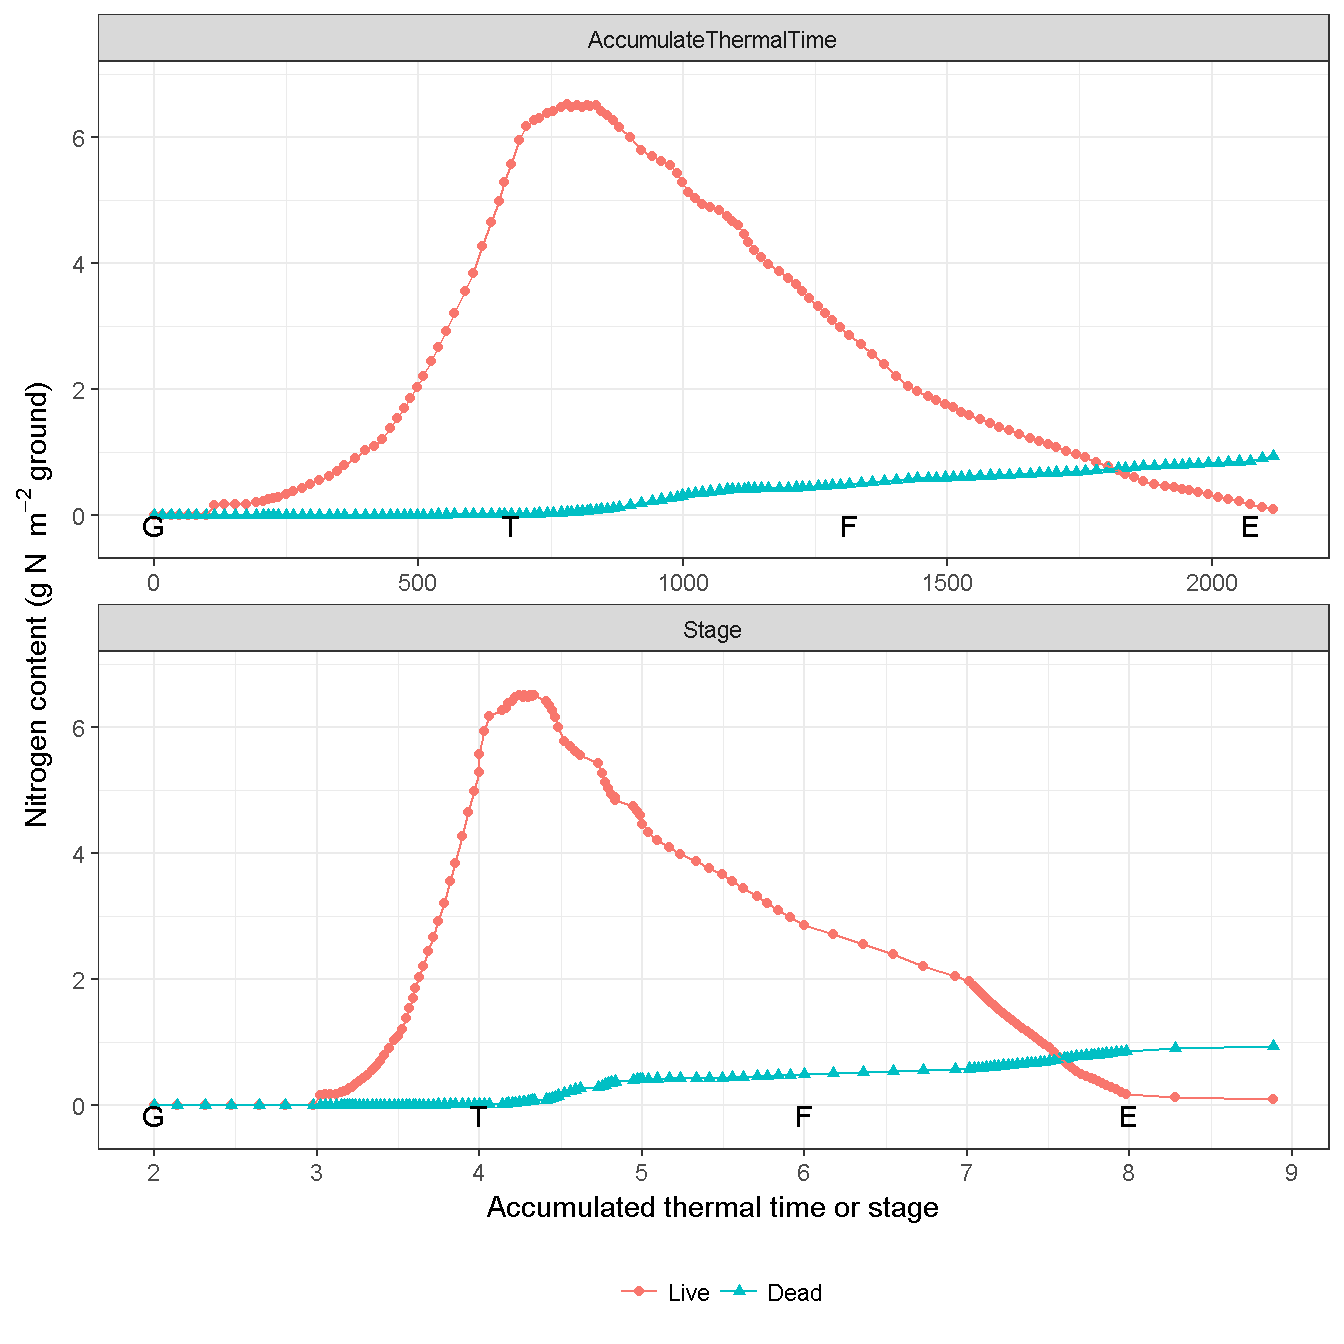 AccumulateThermalTime
6
4
2
0
G T F E
0 500 1000 1500 2000
Nitrogen content (g N m−2 ground)
Stage
6
4
2
0
G T F E
2 3 4 5 6 7 8 9
Accumulated thermal time or stage
Live Dead